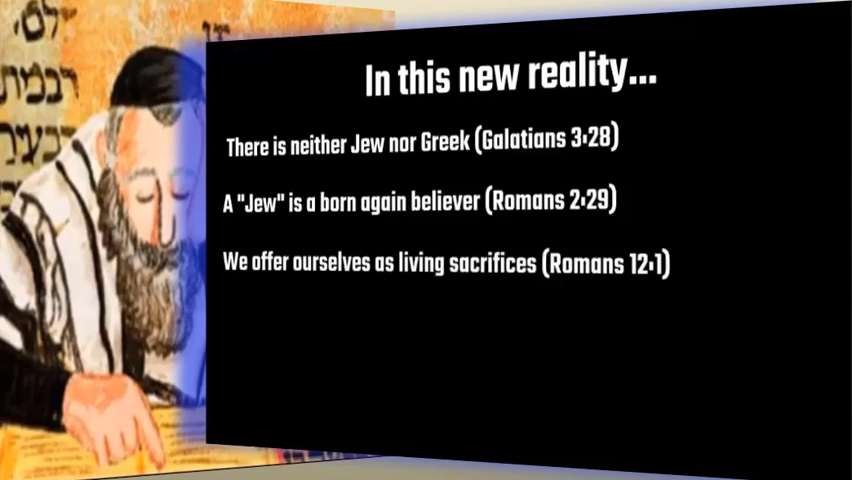 In this new reality...
There is neither Jew nor Greek (Galatians 3:28)
A "Jew" is a born again believer (Romans 2:29)
We offer ourselves as living sacrifices (Romans 12:1)